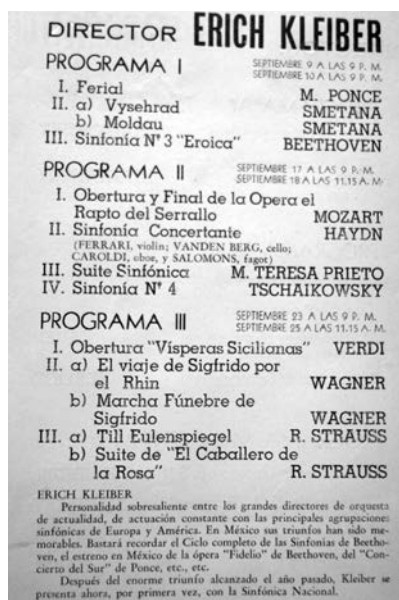 DIRECTOR ERICH KLEIBER
PROGRAMA I
SEPTIEMBRE 9 A LAS 9 P. M.
SEPTIEMBRE 10 A LAS 9 P. M.
I. Ferial M. PONCE
II. a) Vysehrad SMETANA
b) Moldau SMETANA
III. Sinfonía Nº 3 "Eroica" BEETHOVEN
PROGRAMA II
SEPTIEMBRE 17 A LAS 9 P. M.
SEPTIEMBRE 18 A LAS 11.15 A. M.
I. Obertura y Final de la Opera el
Rapto del Serrallo MOZART
II. Sinfonía Concertante HAYDN
(FERRARI, violin; VANDEN BERG, cello;
CAROLDI, oboe, y SALOMONS, fagot)
III. Suite Sinfónica M. TERESA PRIETO
IV. Sinfonía Nº 4 TSCHAIKOWSKY
PROGRAMA III
SEPTIEMBRE 23 A LAS 9 P. M.
SEPTIEMBRE 25 A LAS 11.15 A. M.
I. Obertura "Vísperas Sicilianas" VERDI
II. a) El viaje de Sigfrido por
el Rhin WAGNER
b) Marcha Fúnebre de
Sigfrido WAGNER
III. a) Till Eulenspiegel R. STRAUSS
b) Suite de "El Caballero de
la Rosa" R. STRAUSS
ERICH KLEIBER
Personalidad sobresaliente entre los grandes directores de orquesta
de actualidad, de actuación constante con las principales agrupaciones
sinfónicas de Europa y América. En México sus triunfos han sido me-
morables. Bastará recordar el Ciclo completo de las Sinfonías de Beetho-
ven, el estreno en México de la ópera "Fidelio" de Beethoven, del "Con-
cierto del Sur" de Ponce, etc., etc.
Después del enorme triunfo alcanzado el año pasado, Kleiber se
presenta ahora, por primera vez, con la Sinfónica Nacional.